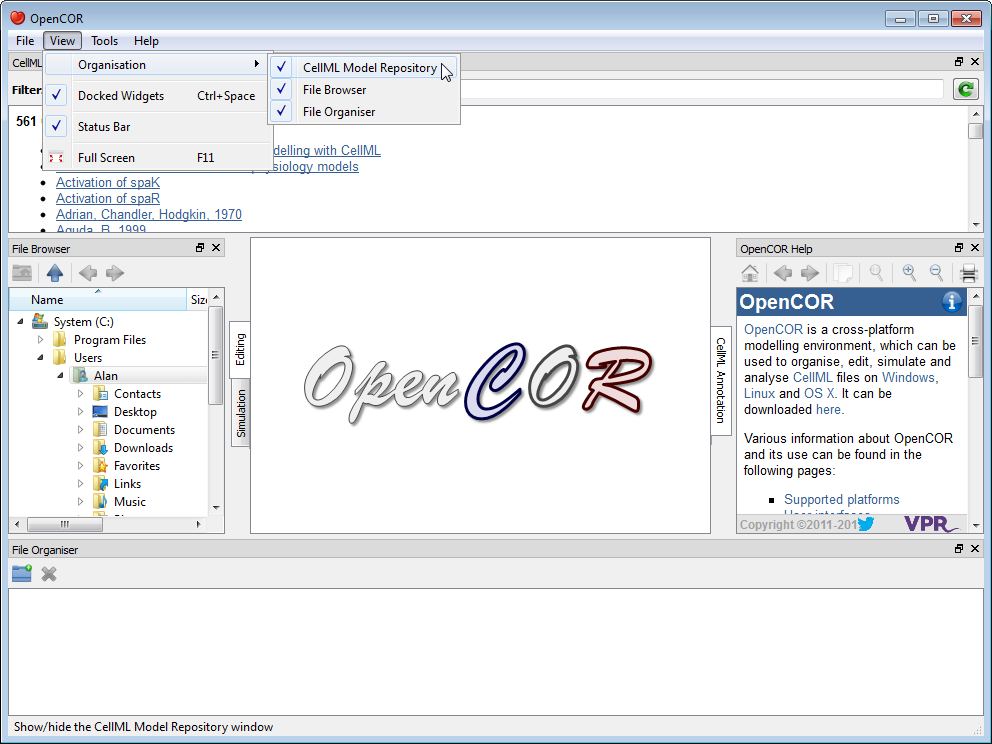 OpenCOR
File View Tools Help
CellML
Organisation
CellML Model Repository
File Browser
File Organiser
Docked Widgets Ctrl+Space
Status Bar
Full Screen F11
Filter:
561
delling with CellML
ysiology models
Activation of spaK
Activation of spaR
Adrian, Chandler, Hodgkin, 1970
Aguda, B, 1999
File Browser
Name Size
System (C:)
Program Files
Users
Alan
Contacts
Desktop
Documents
Downloads
Favorites
Links
Music
Editing
Simulation
OpenCOR
CellML Annotation
OpenCOR Help
OpenCOR
OpenCOR is a cross-platform
modelling environment, which can be
used to organise, edit, simulate and
analyse CellML files on Windows,
Linux and OS X. It can be
downloaded here.
Various information about OpenCOR
and its use can be found in the
following pages:
Supported platforms
User interfaces
Copyright ©2011-201
VPR
File Organiser
Show/hide the CellML Model Repository window